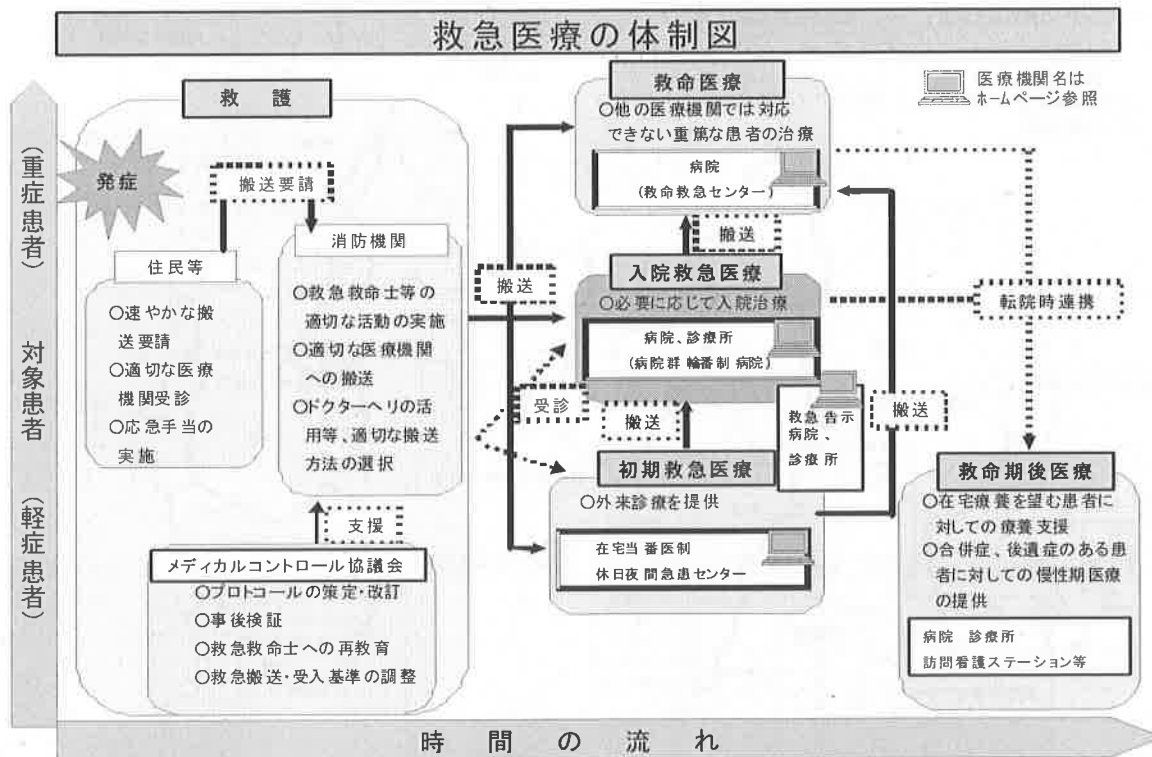 救急医療の体制図
医療機関名は
ホームページ参照
(重症患者)
対象患者
(軽症患者)
救護
発症
搬送要請
住民等
○速やかな搬
送要請
○適切な医療
機関受診
○応急手当の
実施
消防機関
○救急救命士等の
適切な活動の実施
○適切な医療機関
への搬送
○ドクターヘリの活
用等、適切な搬送
方法の選択
支援
メディカルコントロール協議会
○プロトコールの策定・改訂
○事後検証
○救急救命士への再教育
○救急搬送・受入基準の調整
搬送
受診
救命医療
○他の医療機関では対応
できない重篤な患者の治療
病院
(救命救急センター)
搬送
入院救急医療
○必要に応じて入院治療
病院、診療所
(病院群輪番制病院)
搬送
救急告示
病院、
診療所
初期救急医療
○外来診療を提供
在宅当番医制
休日夜間急患センター
搬送
転院時連携
救命期後医療
○在宅療養を望む患者に
対しての療養支援
○合併症、後遺症のある患
者に対しての慢性期医療
の提供
病院 診療所
訪問看護ステーション等
時間の流れ